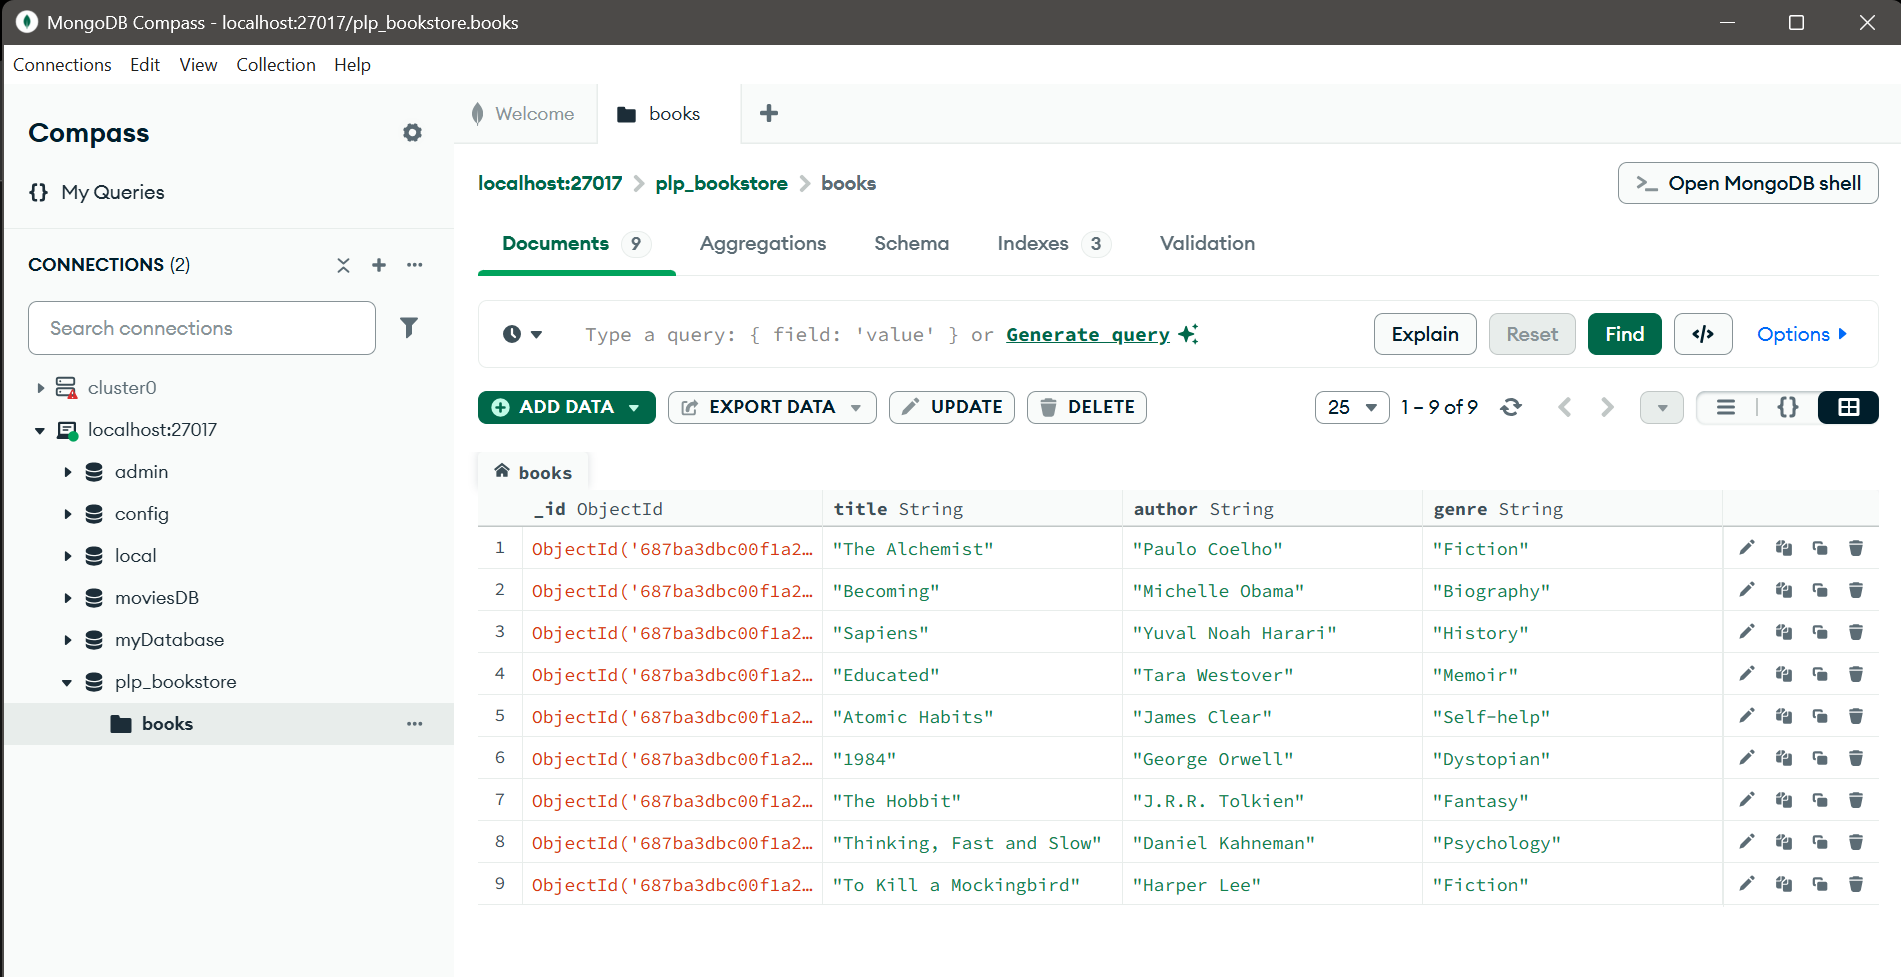 MongoDB Compass - localhost:27017/plp_bookstore.books
Connections Edit View Collection Help
Compass
{} My Queries
CONNECTIONS (2)
Search connections
cluster0
localhost:27017
admin
config
local
moviesDB
myDatabase
plp_bookstore
books
Welcome books
localhost:27017 plp_bookstore books
>_ Open MongoDB shell
Documents 9 Aggregations Schema Indexes 3 Validation
Type a query: { field: 'value' } or Generate query
Explain Reset Find </> Options
ADD DATA EXPORT DATA UPDATE DELETE 25 1 – 9 of 9 {}
books
_id ObjectId title String author String genre String
1 ObjectId('687ba3dbc00f1a2… "The Alchemist" "Paulo Coelho" "Fiction"
2 ObjectId('687ba3dbc00f1a2… "Becoming" "Michelle Obama" "Biography"
3 ObjectId('687ba3dbc00f1a2… "Sapiens" "Yuval Noah Harari" "History"
4 ObjectId('687ba3dbc00f1a2… "Educated" "Tara Westover" "Memoir"
5 ObjectId('687ba3dbc00f1a2… "Atomic Habits" "James Clear" "Self-help"
6 ObjectId('687ba3dbc00f1a2… "1984" "George Orwell" "Dystopian"
7 ObjectId('687ba3dbc00f1a2… "The Hobbit" "J.R.R. Tolkien" "Fantasy"
8 ObjectId('687ba3dbc00f1a2… "Thinking, Fast and Slow" "Daniel Kahneman" "Psychology"
9 ObjectId('687ba3dbc00f1a2… "To Kill a Mockingbird" "Harper Lee" "Fiction"